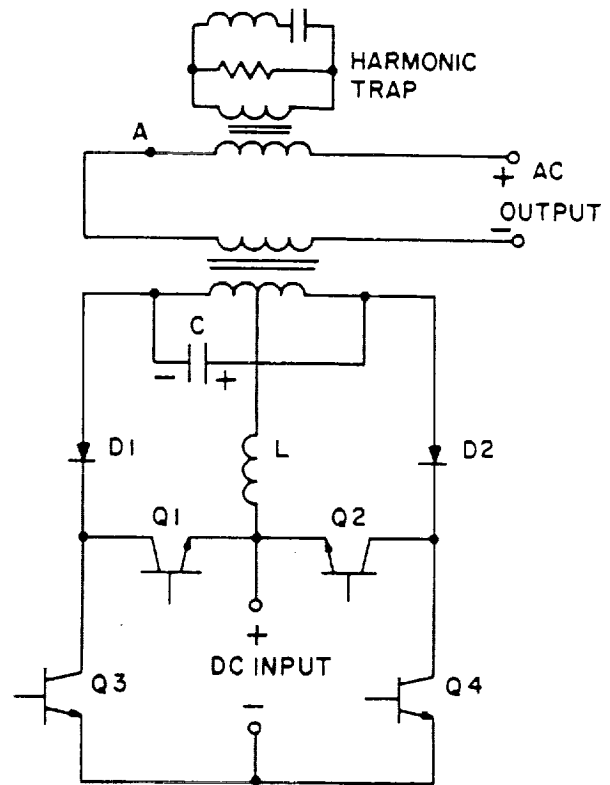 HARMONIC
TRAP
A
+ AC
OUTPUT
-
C
- +
D1
L
D2
Q1
Q2
+
DC INPUT
-
Q3
Q4